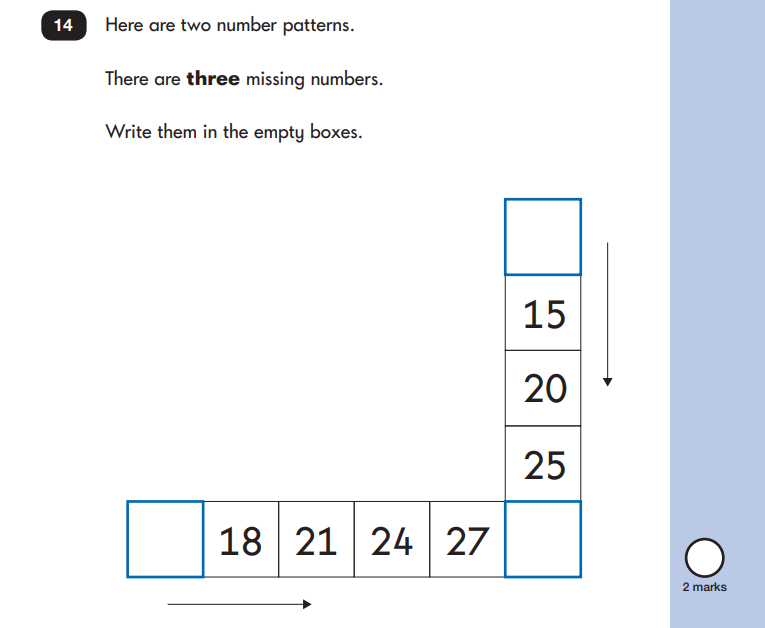 14 Here are two number patterns.
There are three missing numbers.
Write them in the empty boxes.
15
20
25
18 21 24 27
2 marks